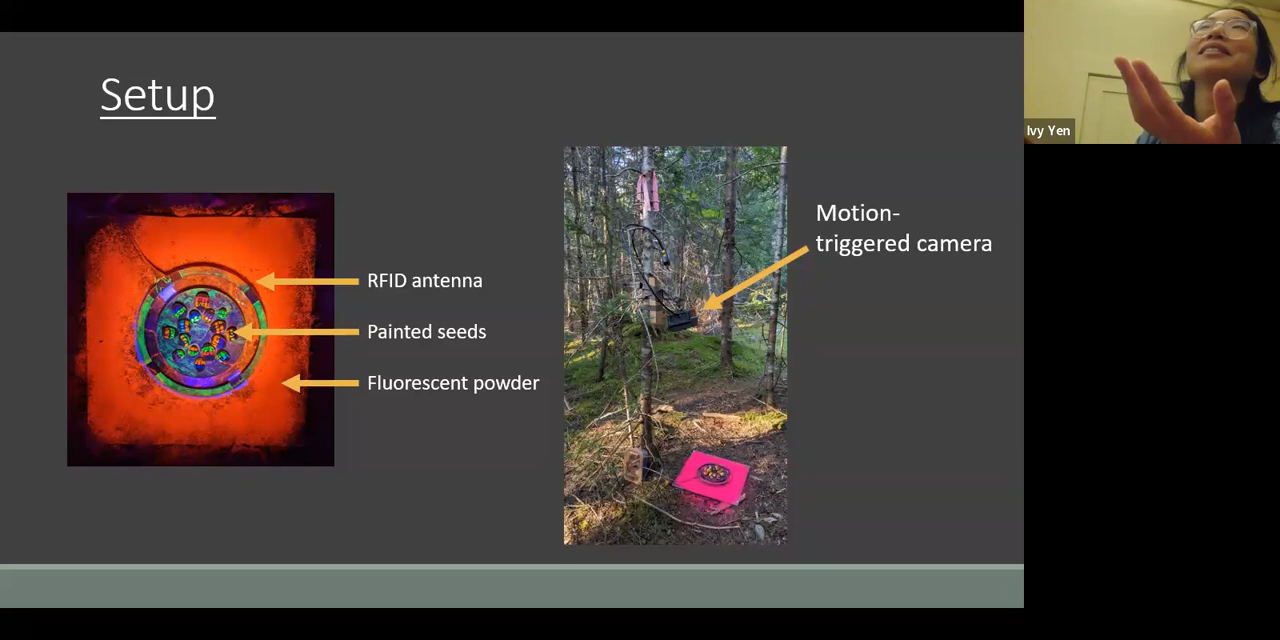 Setup
RFID antenna
Painted seeds
Fluorescent powder
Motion-
triggered camera
Ivy Yen